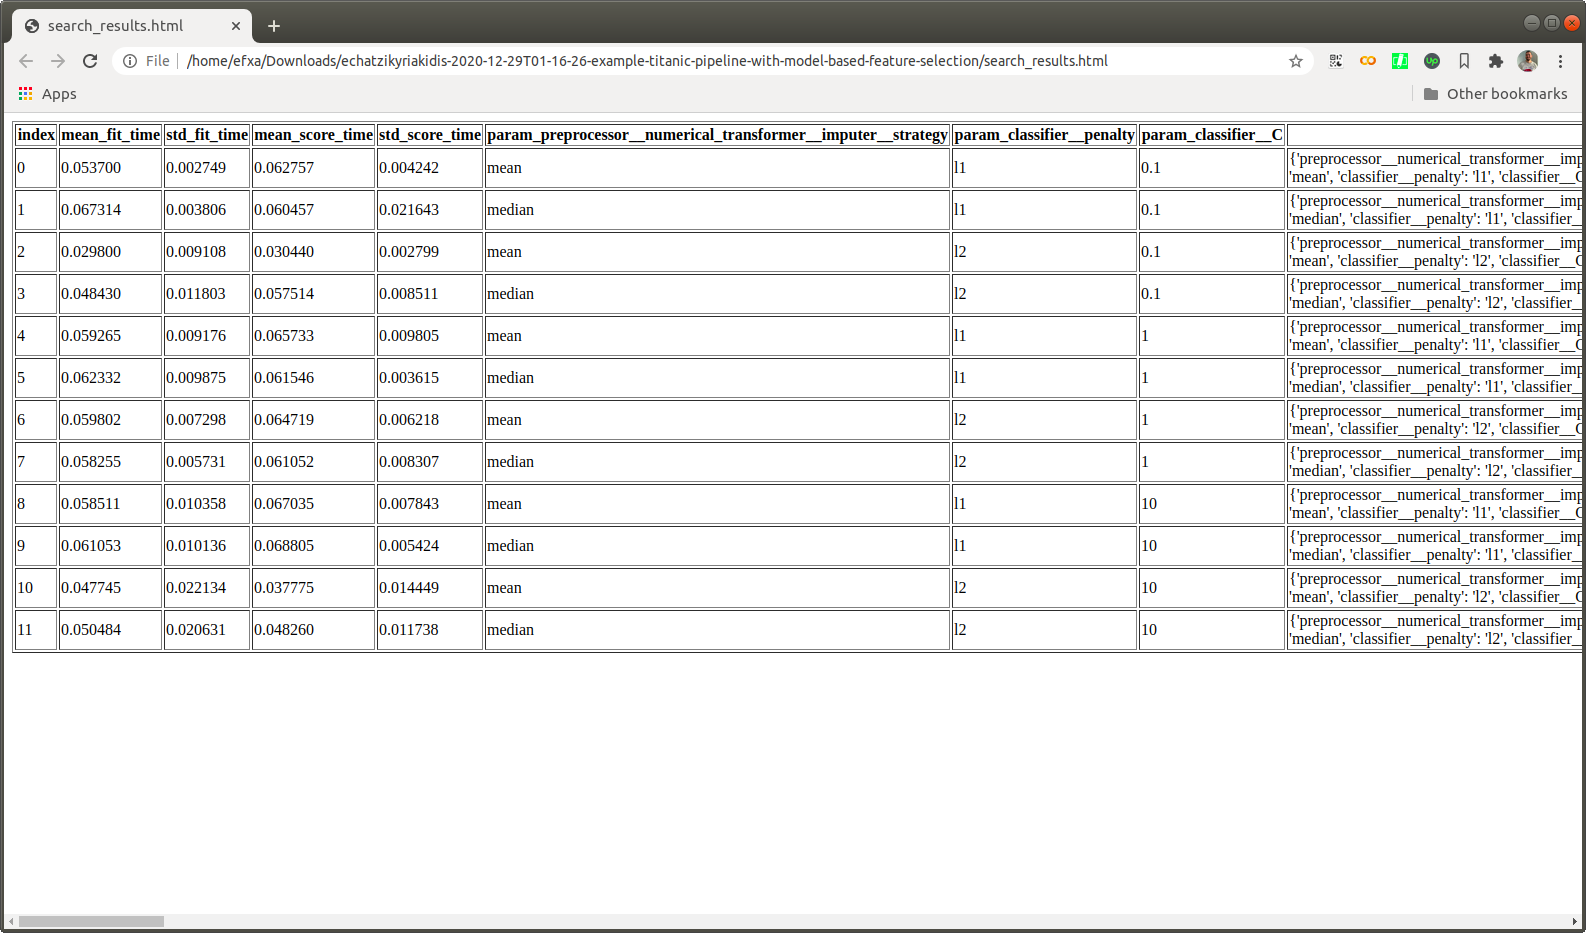 search_results.html
File
/home/efxa/Downloads/echatzikyriakidis-2020-12-29T01-16-26-example-titanic-pipeline-with-model-based-feature-selection/search_results.html
Up
Apps
Other bookmarks
index mean_fit_time std_fit_time mean_score_time std_score_time param_preprocessor__numerical_transformer__imputer__strategy param_classifier__penalty param_classifier__C
0 0.053700 0.002749 0.062757 0.004242 mean l1 0.1 {'preprocessor__numerical_transformer__imp
'mean', 'classifier__penalty': 'l1', 'classifier__C
1 0.067314 0.003806 0.060457 0.021643 median l1 0.1 {'preprocessor__numerical_transformer__imp
'median', 'classifier__penalty': 'l1', 'classifier_
2 0.029800 0.009108 0.030440 0.002799 mean l2 0.1 {'preprocessor__numerical_transformer__imp
'mean', 'classifier__penalty': 'l2', 'classifier__C
3 0.048430 0.011803 0.057514 0.008511 median l2 0.1 {'preprocessor__numerical_transformer__imp
'median', 'classifier__penalty': 'l2', 'classifier_
4 0.059265 0.009176 0.065733 0.009805 mean l1 1 {'preprocessor__numerical_transformer__imp
'mean', 'classifier__penalty': 'l1', 'classifier__C
5 0.062332 0.009875 0.061546 0.003615 median l1 1 {'preprocessor__numerical_transformer__imp
'median', 'classifier__penalty': 'l1', 'classifier_
6 0.059802 0.007298 0.064719 0.006218 mean l2 1 {'preprocessor__numerical_transformer__imp
'mean', 'classifier__penalty': 'l2', 'classifier__C
7 0.058255 0.005731 0.061052 0.008307 median l2 1 {'preprocessor__numerical_transformer__imp
'median', 'classifier__penalty': 'l2', 'classifier_
8 0.058511 0.010358 0.067035 0.007843 mean l1 10 {'preprocessor__numerical_transformer__imp
'mean', 'classifier__penalty': 'l1', 'classifier__C
9 0.061053 0.010136 0.068805 0.005424 median l1 10 {'preprocessor__numerical_transformer__imp
'median', 'classifier__penalty': 'l1', 'classifier_
10 0.047745 0.022134 0.037775 0.014449 mean l2 10 {'preprocessor__numerical_transformer__imp
'mean', 'classifier__penalty': 'l2', 'classifier__C
11 0.050484 0.020631 0.048260 0.011738 median l2 10 {'preprocessor__numerical_transformer__imp
'median', 'classifier__penalty': 'l2', 'classifier_